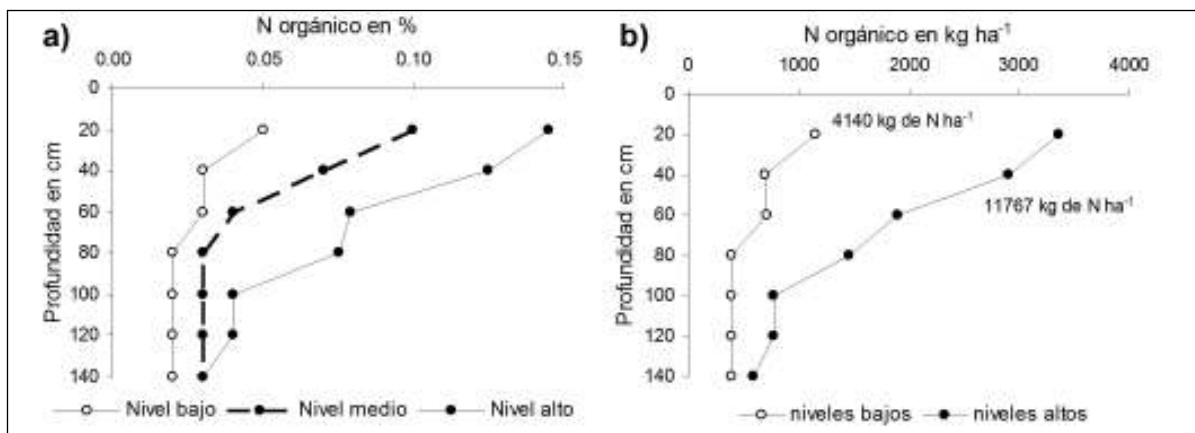 a)
N orgánico en %
0.00 0.05 0.10 0.15
Profundidad en cm
0
20
40
60
80
100
120
140
Nivel bajo Nivel medio Nivel alto
b)
N orgánico en kg ha⁻¹
0 1000 2000 3000 4000
Profundidad en cm
0
20
40
60
80
100
120
140
4140 kg de N ha⁻¹
11767 kg de N ha⁻¹
niveles bajos niveles altos